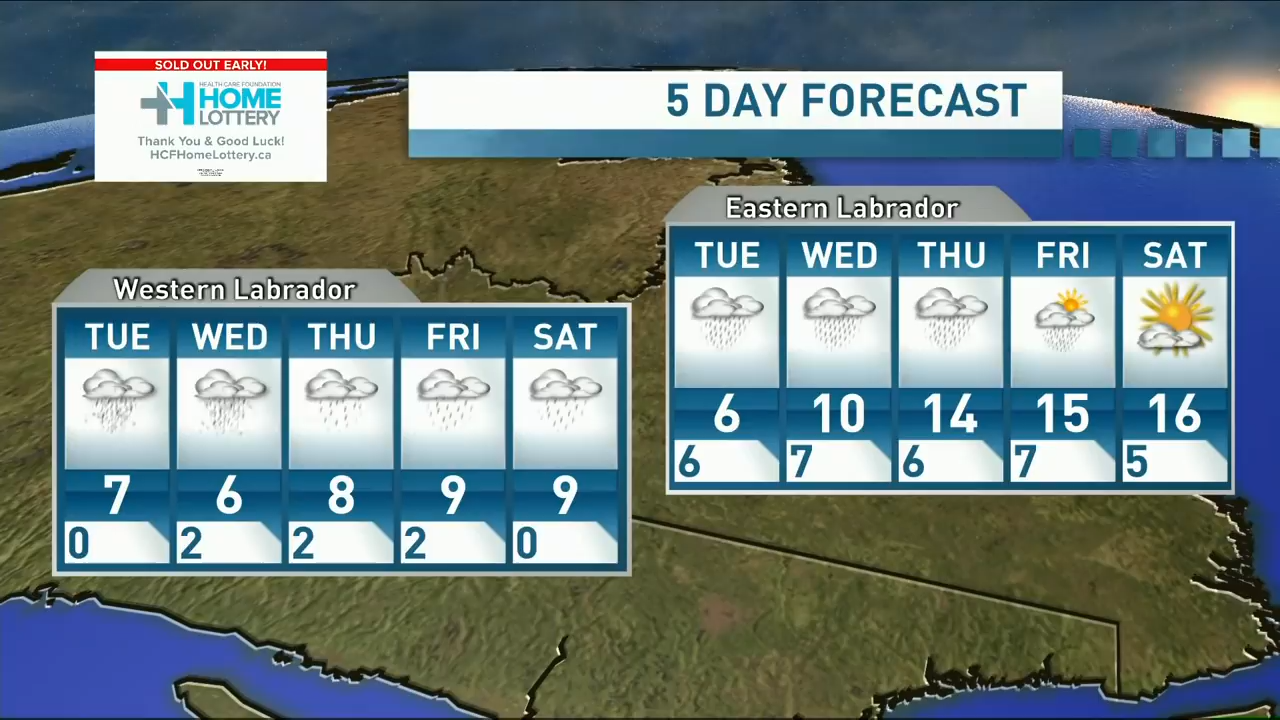 SOLD OUT EARLY!
HEALTH CARE FOUNDATION
HOME
LOTTERY
Thank You & Good Luck!
HCFHomeLottery.ca
5 DAY FORECAST
Western Labrador
TUE WED THU FRI SAT
7 6 8 9 9
0 2 2 2 0
Eastern Labrador
TUE WED THU FRI SAT
6 10 14 15 16
6 7 6 7 5